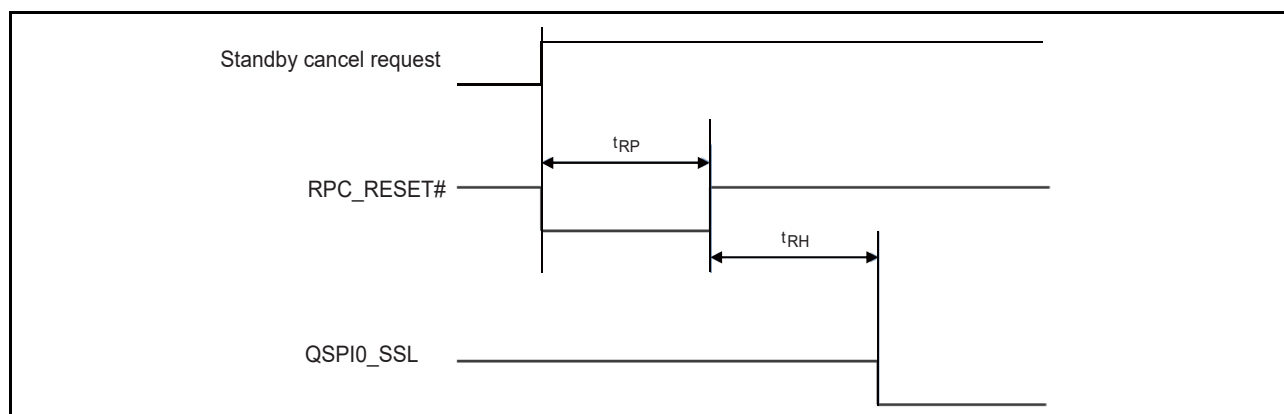 Standby cancel request
tRP
RPC_RESET#
tRH
QSPI0_SSL